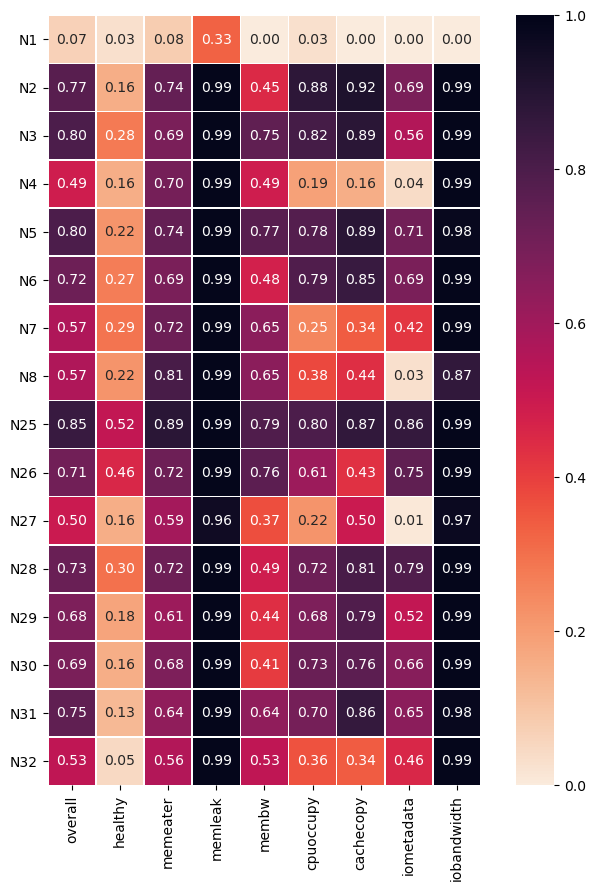 N1 0.07 0.03 0.08 0.33 0.00 0.03 0.00 0.00 0.00
N2 0.77 0.16 0.74 0.99 0.45 0.88 0.92 0.69 0.99
N3 0.80 0.28 0.69 0.99 0.75 0.82 0.89 0.56 0.99
N4 0.49 0.16 0.70 0.99 0.49 0.19 0.16 0.04 0.99
N5 0.80 0.22 0.74 0.99 0.77 0.78 0.89 0.71 0.98
N6 0.72 0.27 0.69 0.99 0.48 0.79 0.85 0.69 0.99
N7 0.57 0.29 0.72 0.99 0.65 0.25 0.34 0.42 0.99
N8 0.57 0.22 0.81 0.99 0.65 0.38 0.44 0.03 0.87
N25 0.85 0.52 0.89 0.99 0.79 0.80 0.87 0.86 0.99
N26 0.71 0.46 0.72 0.99 0.76 0.61 0.43 0.75 0.99
N27 0.50 0.16 0.59 0.96 0.37 0.22 0.50 0.01 0.97
N28 0.73 0.30 0.72 0.99 0.49 0.72 0.81 0.79 0.99
N29 0.68 0.18 0.61 0.99 0.44 0.68 0.79 0.52 0.99
N30 0.69 0.16 0.68 0.99 0.41 0.73 0.76 0.66 0.99
N31 0.75 0.13 0.64 0.99 0.64 0.70 0.86 0.65 0.98
N32 0.53 0.05 0.56 0.99 0.53 0.36 0.34 0.46 0.99
overall healthy memeater memleak membw cpuoccupy cachecopy iometadata iobandwidth
1.0
0.8
0.6
0.4
0.2
0.0